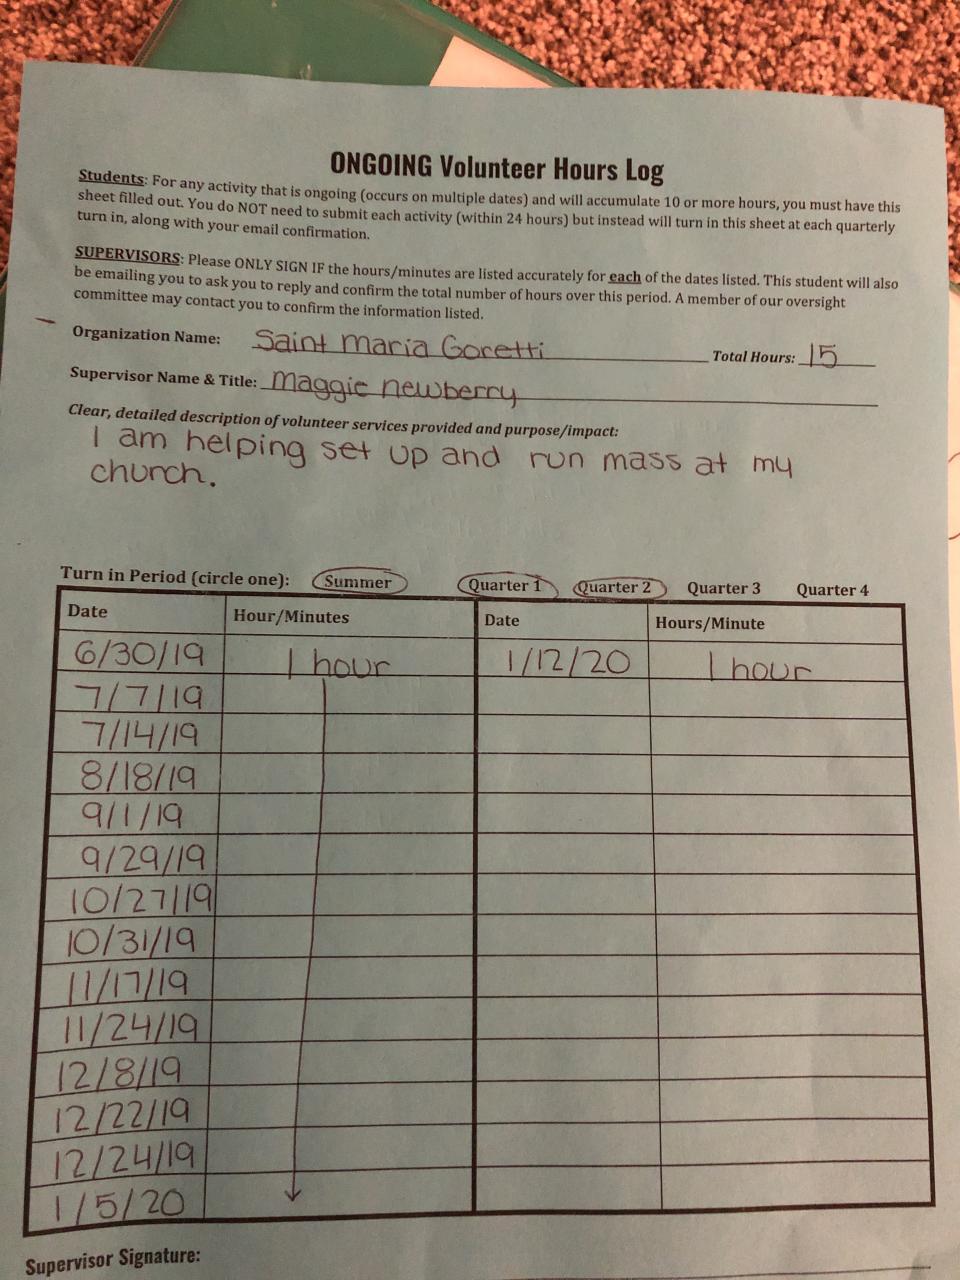 ONGOING Volunteer Hours Log
Students: For any activity that is ongoing (occurs on multiple dates) and will accumulate 10 or more hours, you must have this
sheet filled out. You do NOT need to submit each activity (within 24 hours) but instead will turn in this sheet at each quarterly
turn in, along with your email confirmation.
SUPERVISORS: Please ONLY SIGN IF the hours/minutes are listed accurately for each of the dates listed. This student will also
be emailing you to ask you to reply and confirm the total number of hours over this period. A member of our oversight
committee may contact you to confirm the information listed.
Organization Name: Saint Maria Goretti Total Hours: 15
Supervisor Name & Title: Maggie newberry
Clear, detailed description of volunteer services provided and purpose/impact:
I am helping set up and run mass at my
church.
Turn in Period (circle one): Summer Quarter 1 Quarter 2 Quarter 3 Quarter 4
Date Hour/Minutes Date Hours/Minute
6/30/19 1 hour 1/12/20 1 hour
7/7/19
7/14/19
8/18/19
9/1/19
9/29/19
10/27/19
10/31/19
11/17/19
11/24/19
12/8/19
12/22/19
12/24/19
1/5/20
Supervisor Signature: